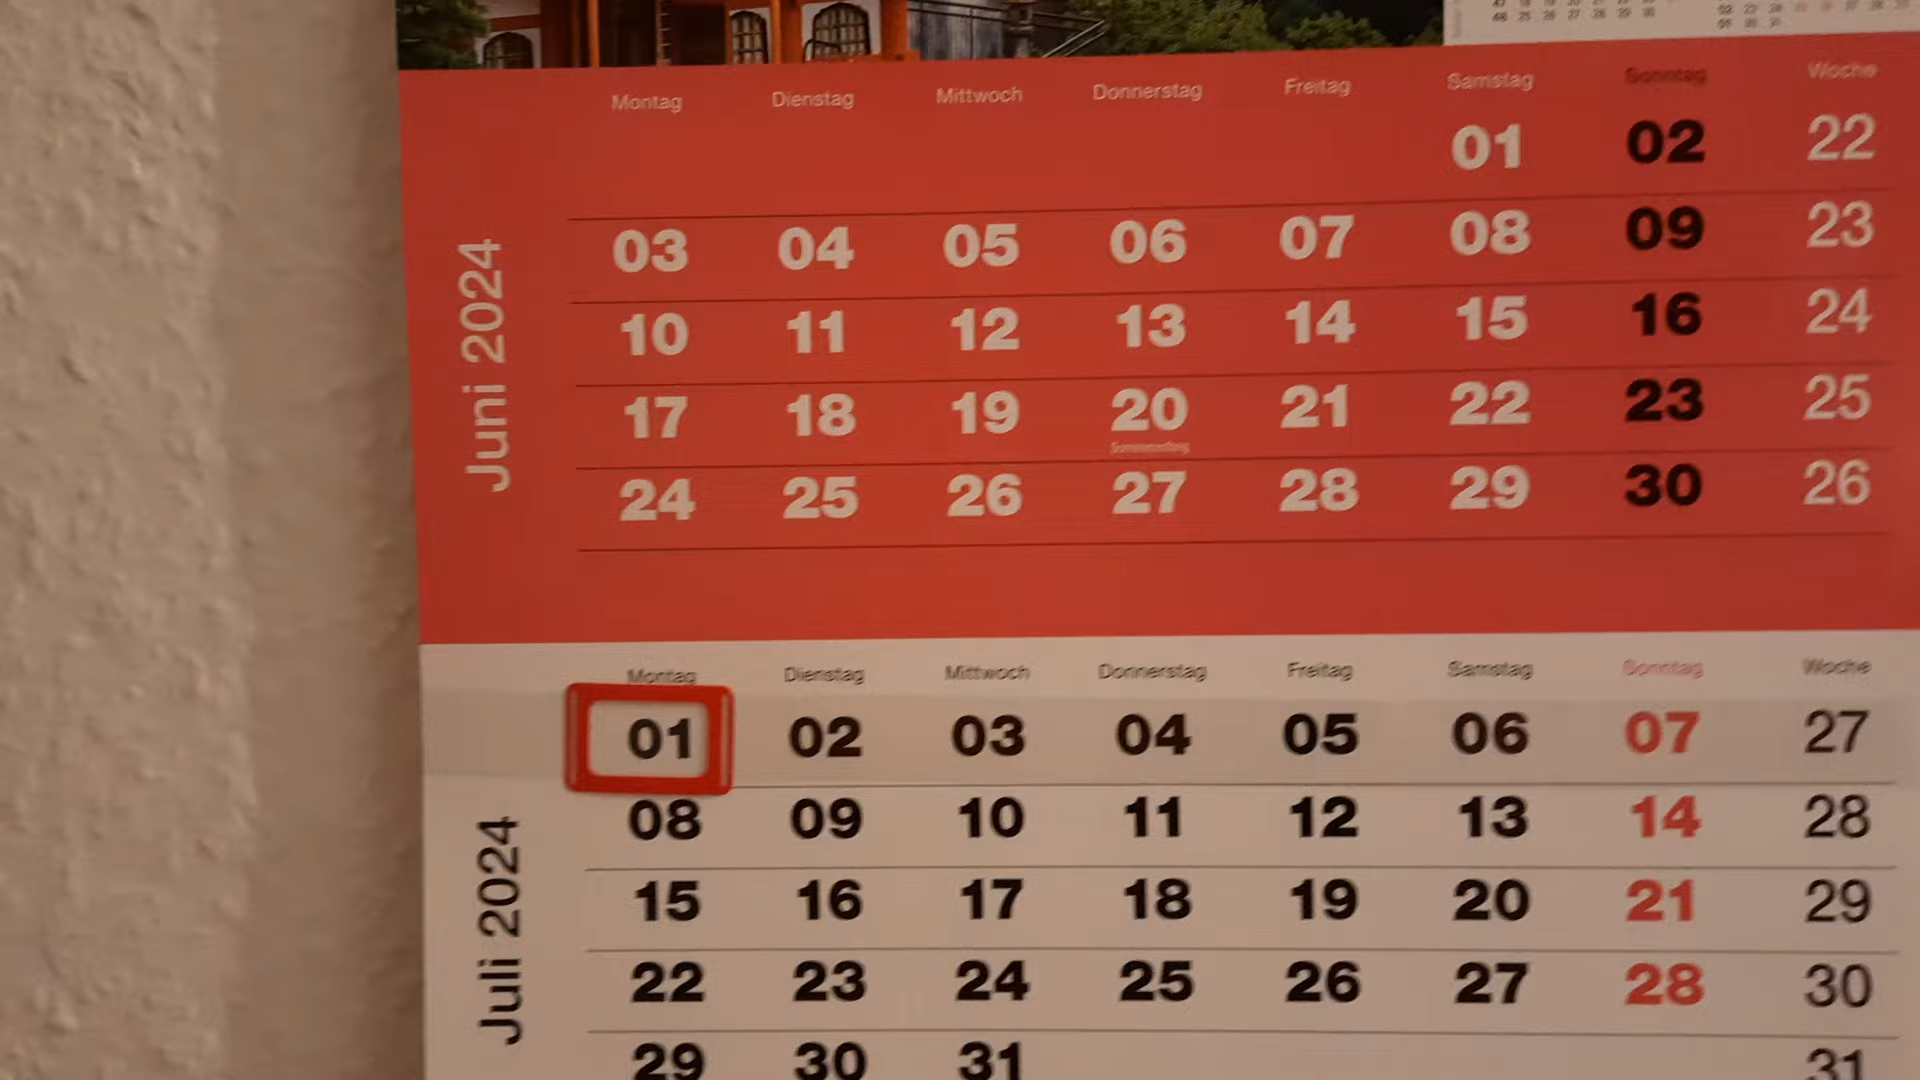 Montag Dienstag Mittwoch Donnerstag Freitag Samstag Sonntag Woche
01 02 22
03 04 05 06 07 08 09 23
10 11 12 13 14 15 16 24
17 18 19 20 21 22 23 25
24 25 26 27 28 29 30 26
Juni 2024
Montag Dienstag Mittwoch Donnerstag Freitag Samstag Sonntag Woche
01 02 03 04 05 06 07 27
08 09 10 11 12 13 14 28
15 16 17 18 19 20 21 29
22 23 24 25 26 27 28 30
29 30 31 31
Juli 2024